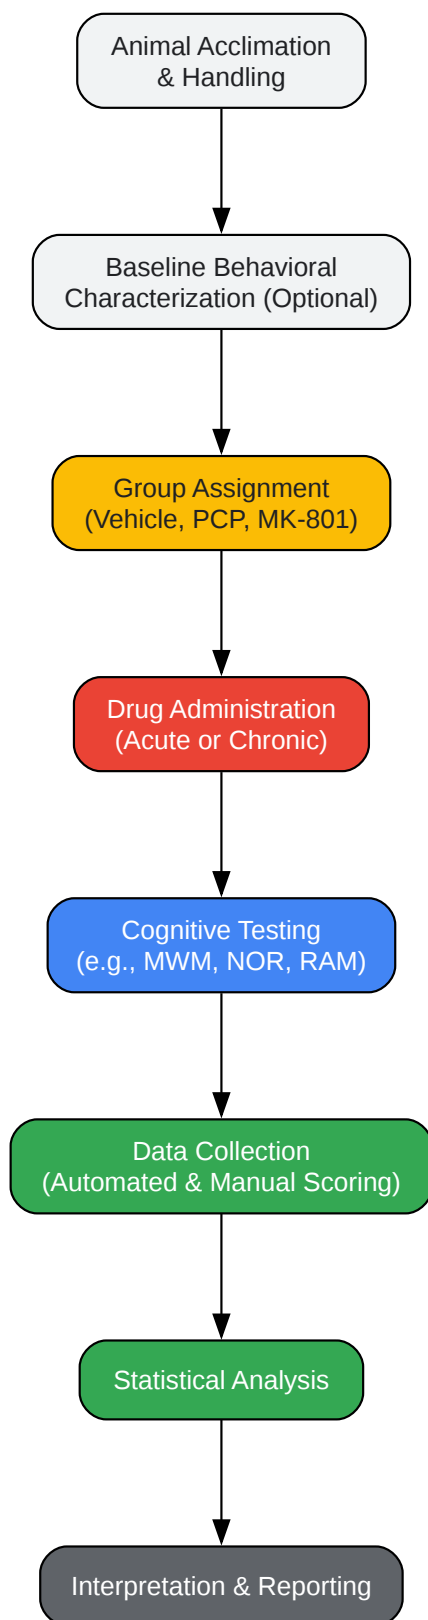 Animal Acclimation
& Handling
Baseline Behavioral
Characterization (Optional)
Group Assignment
(Vehicle, PCP, MK-801)
Drug Administration
(Acute or Chronic)
Cognitive Testing
(e.g., MWM, NOR, RAM)
Data Collection
(Automated & Manual Scoring)
Statistical Analysis
Interpretation & Reporting